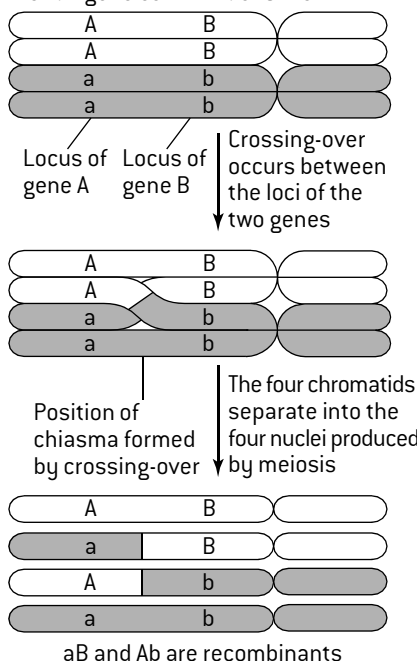 A B
A B
a b
a b
Locus of gene A
Locus of gene B
Crossing-over
occurs between
the loci of the
two genes
A B
A B
a b
a b
Position of
chiasma formed
by crossing-over
The four chromatids
separate into the
four nuclei produced
by meiosis
A B
a B
A b
a b
aB and Ab are recombinants